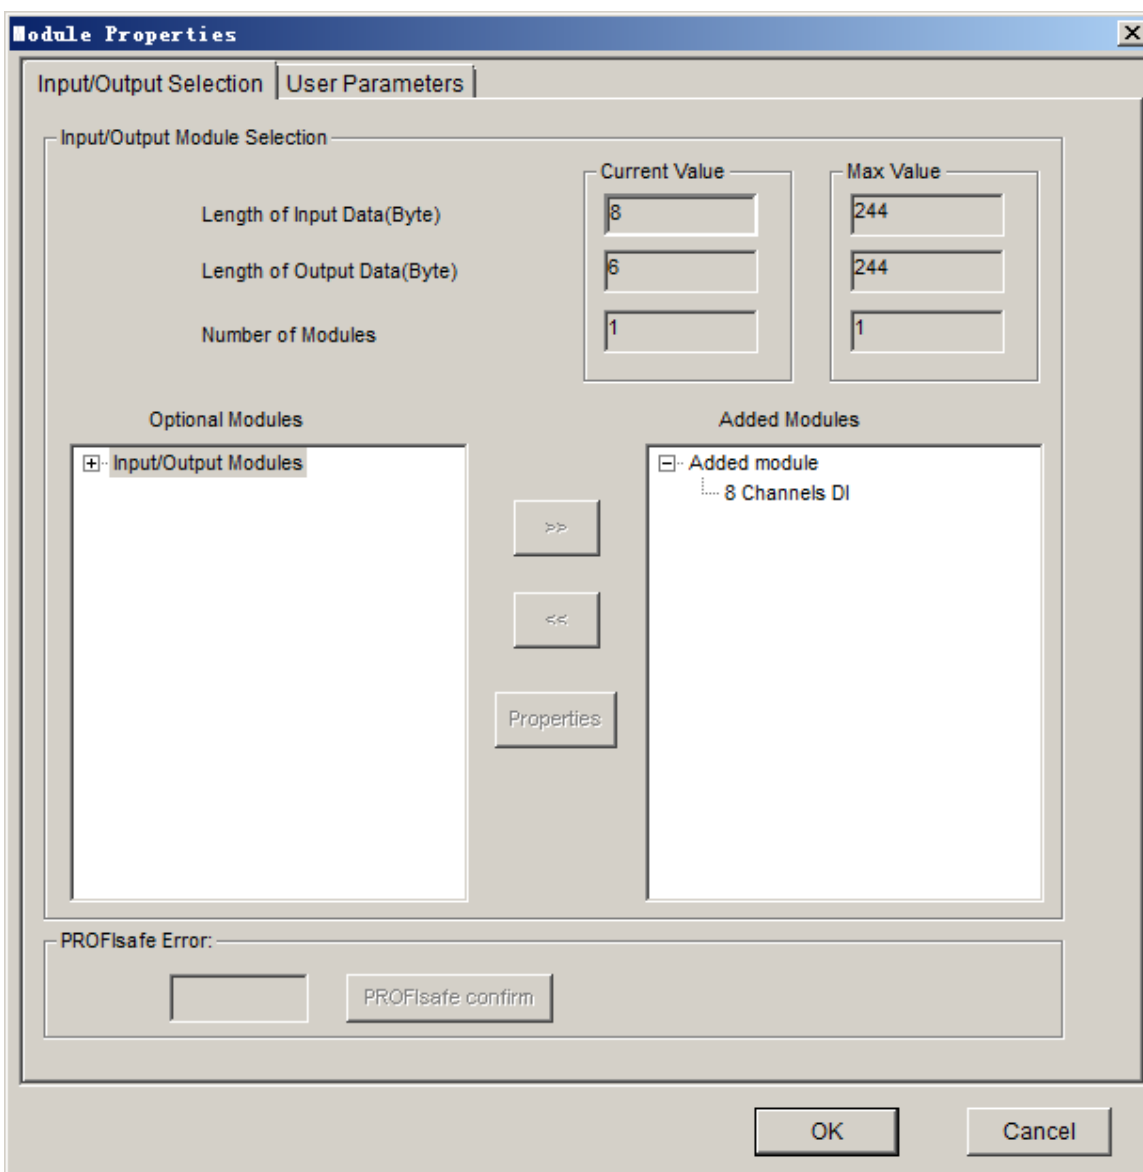 Module Properties
Input/Output Selection User Parameters
Input/Output Module Selection
Current Value Max Value
Length of Input Data(Byte) 8 244
Length of Output Data(Byte) 6 244
Number of Modules 1 1
Optional Modules Added Modules
Input/Output Modules Added module
8 Channels DI
>>
<<
Properties
PROFIsafe Error:
PROFIsafe confirm
OK Cancel